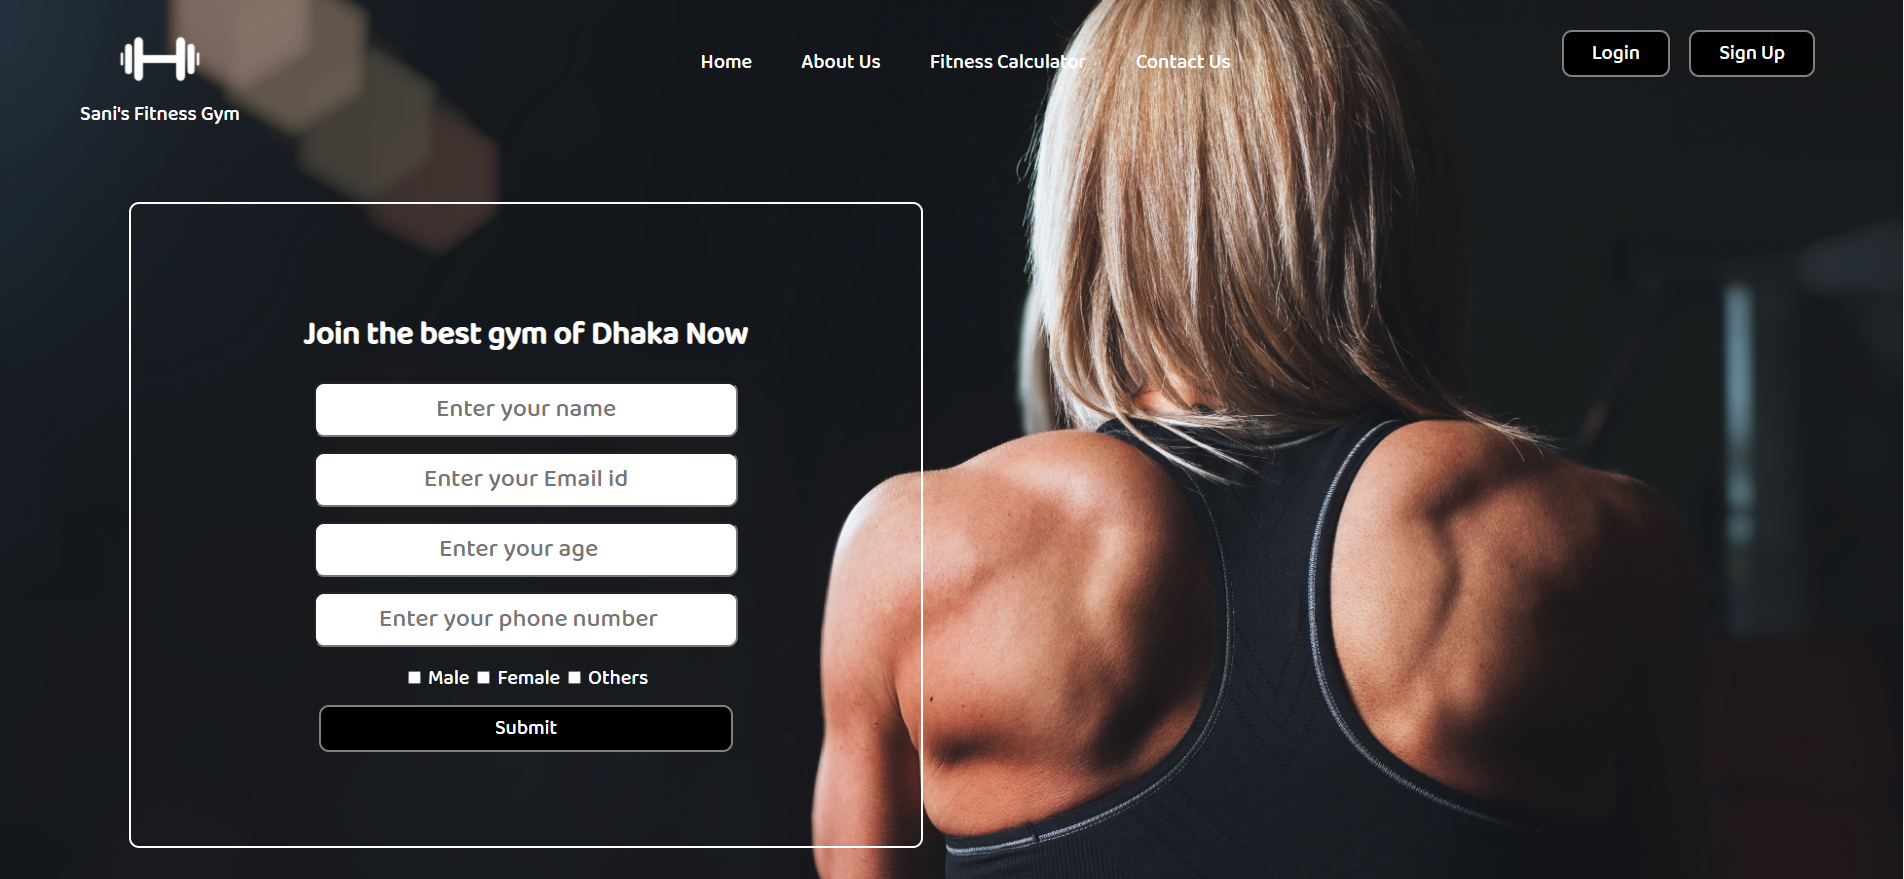 Home About Us Fitness Calculator Contact Us
Login Sign Up
Sani's Fitness Gym
Join the best gym of Dhaka Now
Enter your name
Enter your Email id
Enter your age
Enter your phone number
Male Female Others
Submit